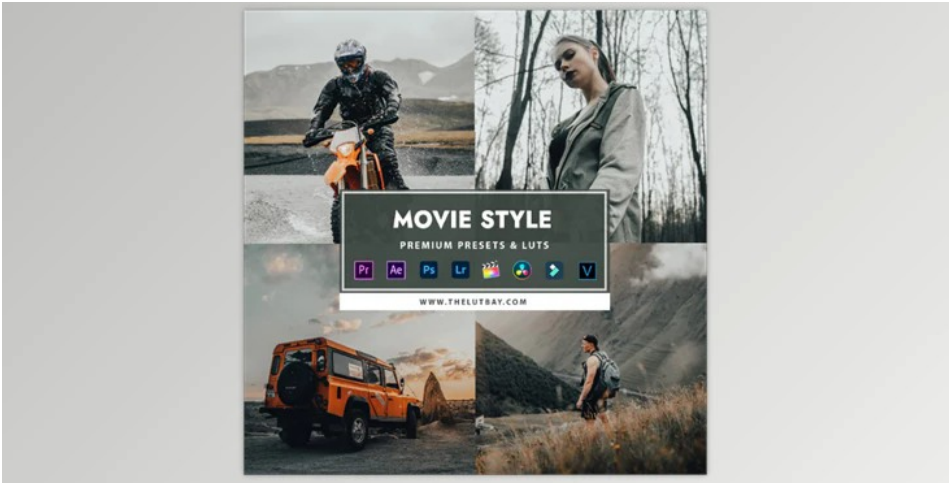 MOVIE STYLE
PREMIUM PRESETS & LUTS
Pr Ae Ps Lr V
WWW.THELUTBAY.COM